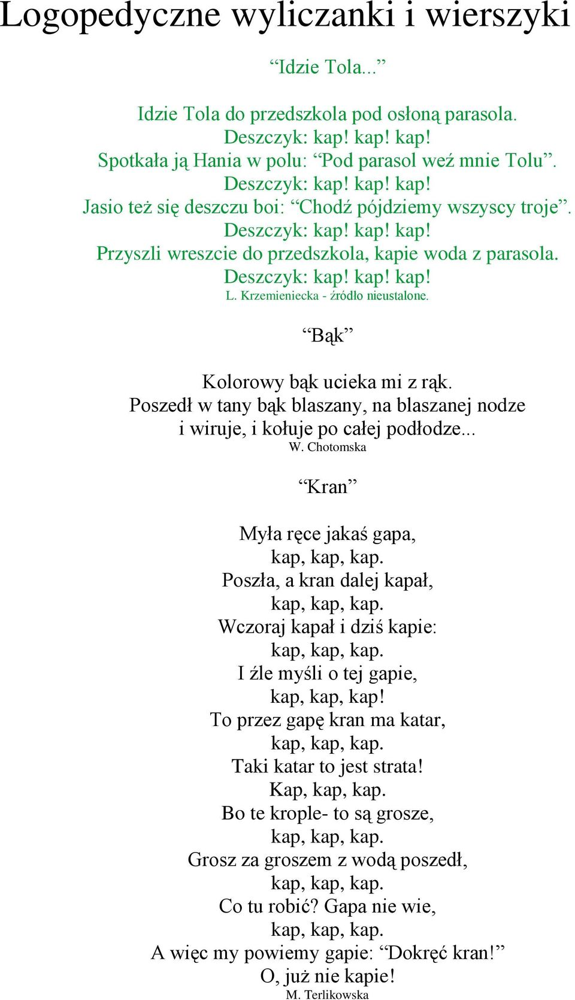 Logopedyczne wyliczanki i wierszyki
“Idzie Tola...”
Idzie Tola do przedszkola pod osłoną parasola.
Deszczyk: kap! kap! kap!
Spotkała ją Hania w polu: “Pod parasol weź mnie Tolu”.
Deszczyk: kap! kap! kap!
Jasio też się deszczu boi: “Chodź pójdziemy wszyscy troje”.
Deszczyk: kap! kap! kap!
Przyszli wreszcie do przedszkola, kapie woda z parasola.
Deszczyk: kap! kap! kap!
L. Krzemieniecka - źródło nieustalone.
“Bąk”
Kolorowy bąk ucieka mi z rąk.
Poszedł w tany bąk blaszany, na blaszanej nodze
i wiruje, i kołuje po całej podłodze...
W. Chotomska
“Kran”
Myła ręce jakaś gapa,
kap, kap, kap.
Poszła, a kran dalej kapał,
kap, kap, kap.
Wczoraj kapał i dziś kapie:
kap, kap, kap.
I źle myśli o tej gapie,
kap, kap, kap!
To przez gapę kran ma katar,
kap, kap, kap.
Taki katar to jest strata!
Kap, kap, kap.
Bo te krople- to są grosze,
kap, kap, kap.
Grosz za groszem z wodą poszedł,
kap, kap, kap.
Co tu robić? Gapa nie wie,
kap, kap, kap.
A więc my powiemy gapie: “Dokręć kran!”
O, już nie kapie!
M. Terlikowska